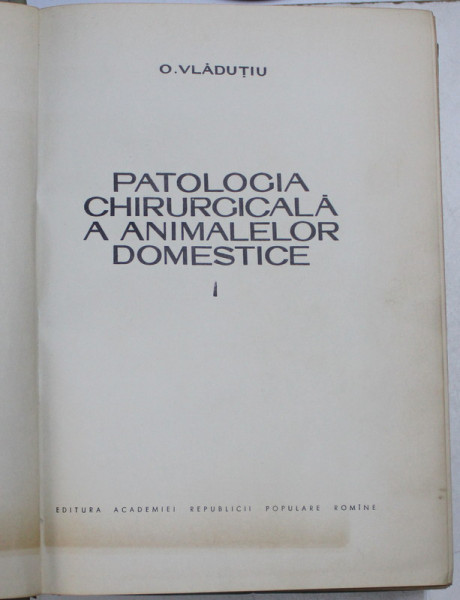 O. VLĂDUȚIU
PATOLOGIA
CHIRURGICALĂ
A ANIMALELOR
DOMESTICE
I
EDITURA ACADEMIEI REPUBLICII POPULARE ROMÎNE